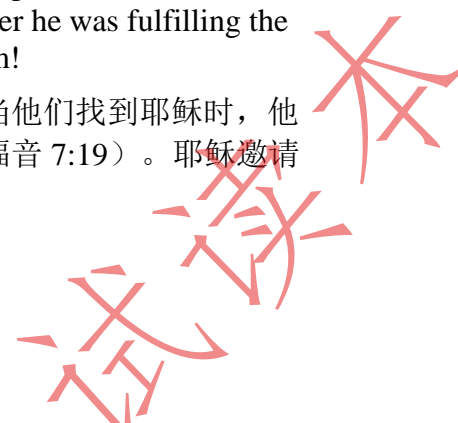 er he was fulfilling the
n!
当他们找到耶稣时，他
福音 7:19）。耶稣邀请
试读本